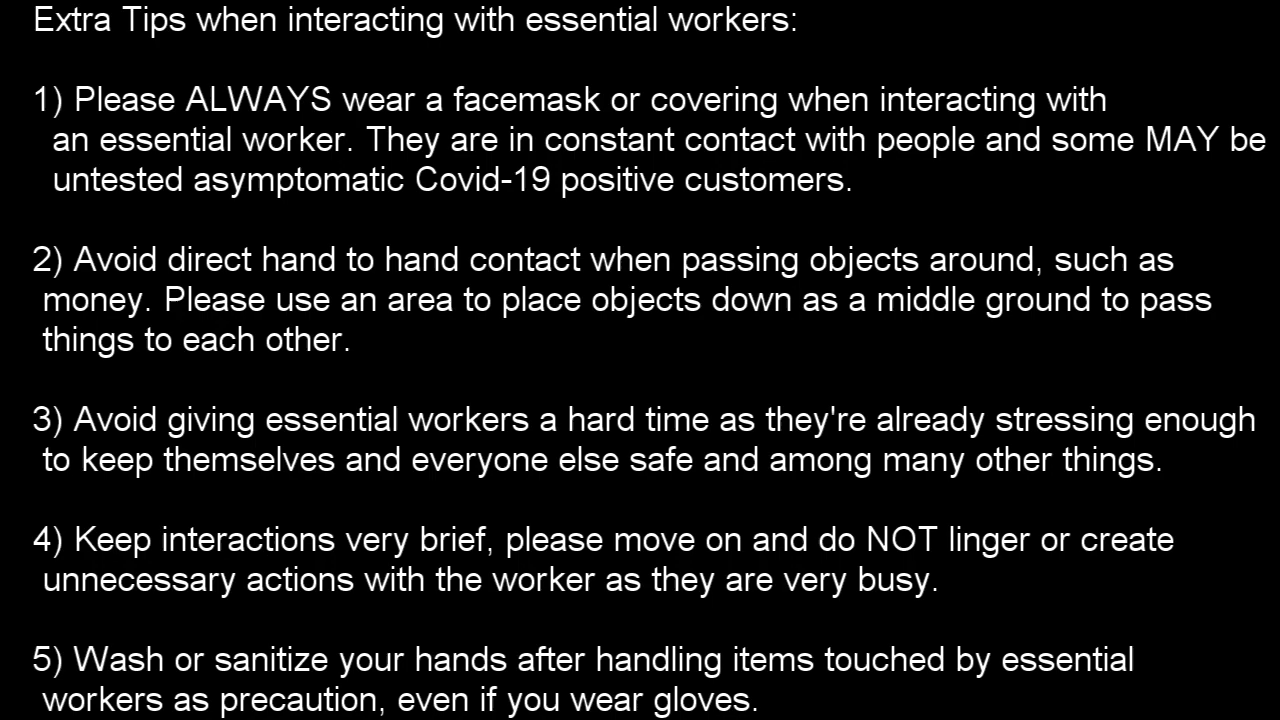 Extra Tips when interacting with essential workers:
1) Please ALWAYS wear a facemask or covering when interacting with
an essential worker. They are in constant contact with people and some MAY be
untested asymptomatic Covid-19 positive customers.
2) Avoid direct hand to hand contact when passing objects around, such as
money. Please use an area to place objects down as a middle ground to pass
things to each other.
3) Avoid giving essential workers a hard time as they're already stressing enough
to keep themselves and everyone else safe and among many other things.
4) Keep interactions very brief, please move on and do NOT linger or create
unnecessary actions with the worker as they are very busy.
5) Wash or sanitize your hands after handling items touched by essential
workers as precaution, even if you wear gloves.